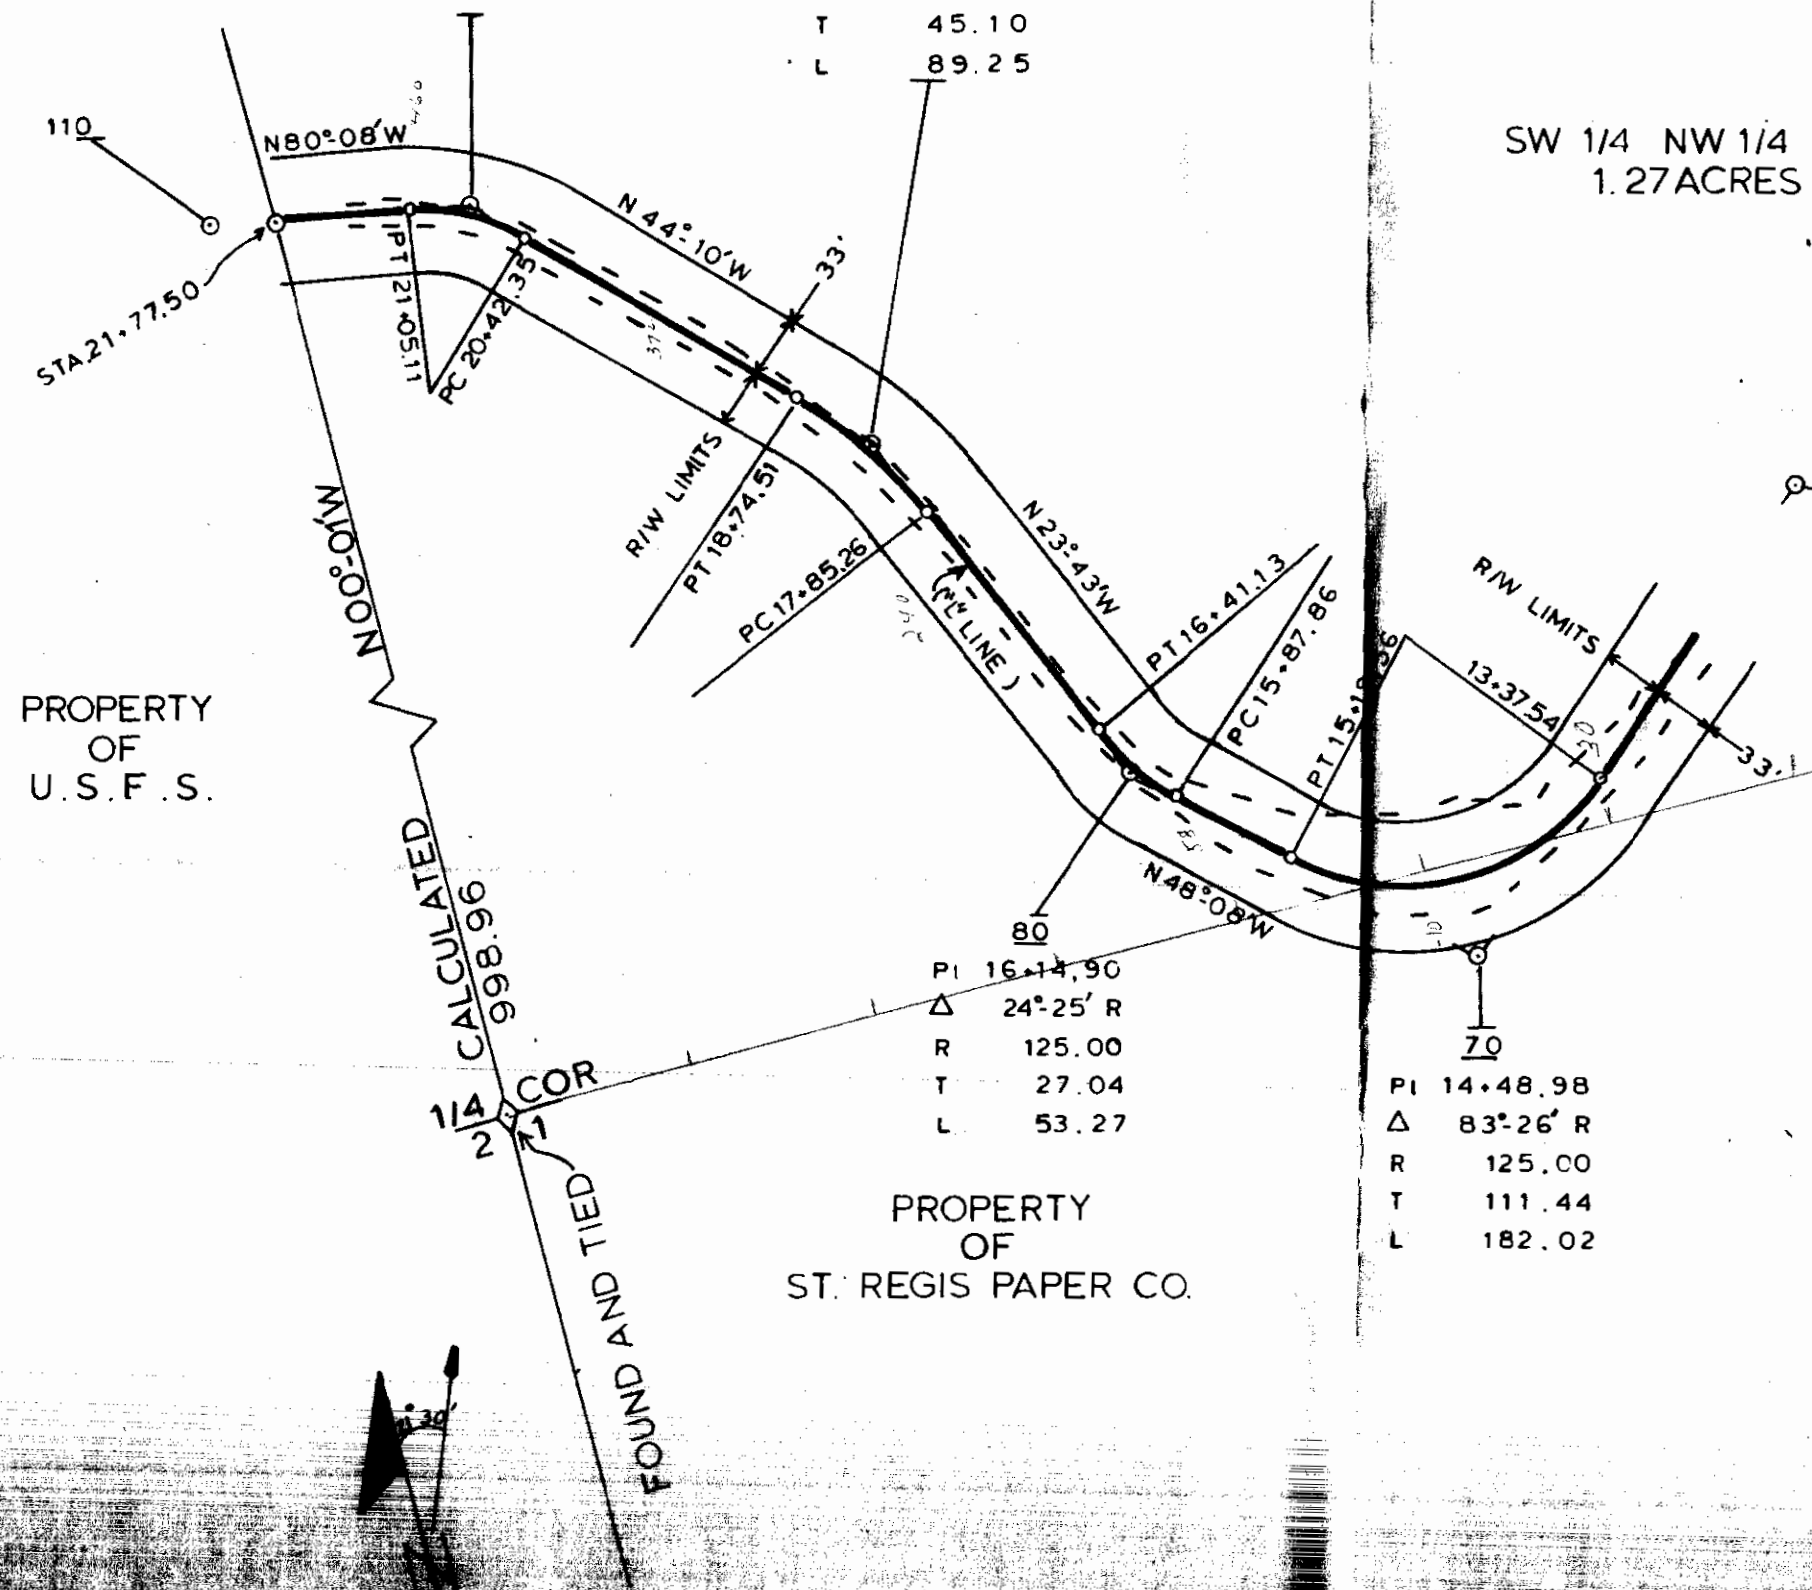 T 45.10
L 89.25
110
N80°-08'W
SW 1/4 NW 1/4
1.27 ACRES
N 44°-10'W
33'
STA. 21+77.50
PT 21+05.11
PC 20+42.35
R/W LIMITS
PT 18+74.51
PC 17+85.26
("L" LINE)
N 23°-43'W
PT 16+41.13
PC 15+87.86
PT 15+
13+37.54
R/W LIMITS
33'
N00°-01'W
PROPERTY
OF
U.S.F.S.
CALCULATED
998.96
N 48°-08'W
80
PI 16+14.90
Δ 24°-25' R
R 125.00
T 27.04
L 53.27
70
PI 14+48.98
Δ 83°-26' R
R 125.00
T 111.44
L 182.02
1/4 COR
2 1
FOUND AND TIED
PROPERTY
OF
ST. REGIS PAPER CO.
30'